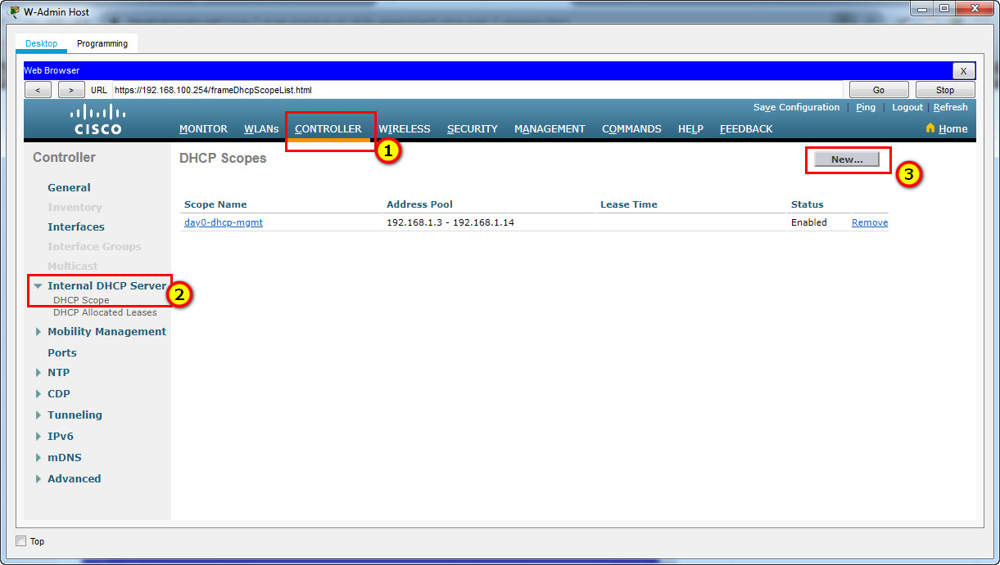 W-Admin Host
Desktop Programming
Web Browser X
< > URL https://192.168.100.254/frameDhcpScopeList.html Go Stop
Save Configuration | Ping | Logout | Refresh
CISCO
MONITOR WLANs CONTROLLER WIRELESS SECURITY MANAGEMENT COMMANDS HELP FEEDBACK Home
1
Controller
DHCP Scopes
New...
3
General
Inventory
Interfaces
Interface Groups
Multicast
Internal DHCP Server
DHCP Scope
2
DHCP Allocated Leases
Mobility Management
Ports
NTP
CDP
Tunneling
IPv6
mDNS
Advanced
Scope Name Address Pool Lease Time Status
day0-dhcp-mgmt 192.168.1.3 - 192.168.1.14 Enabled Remove
Top